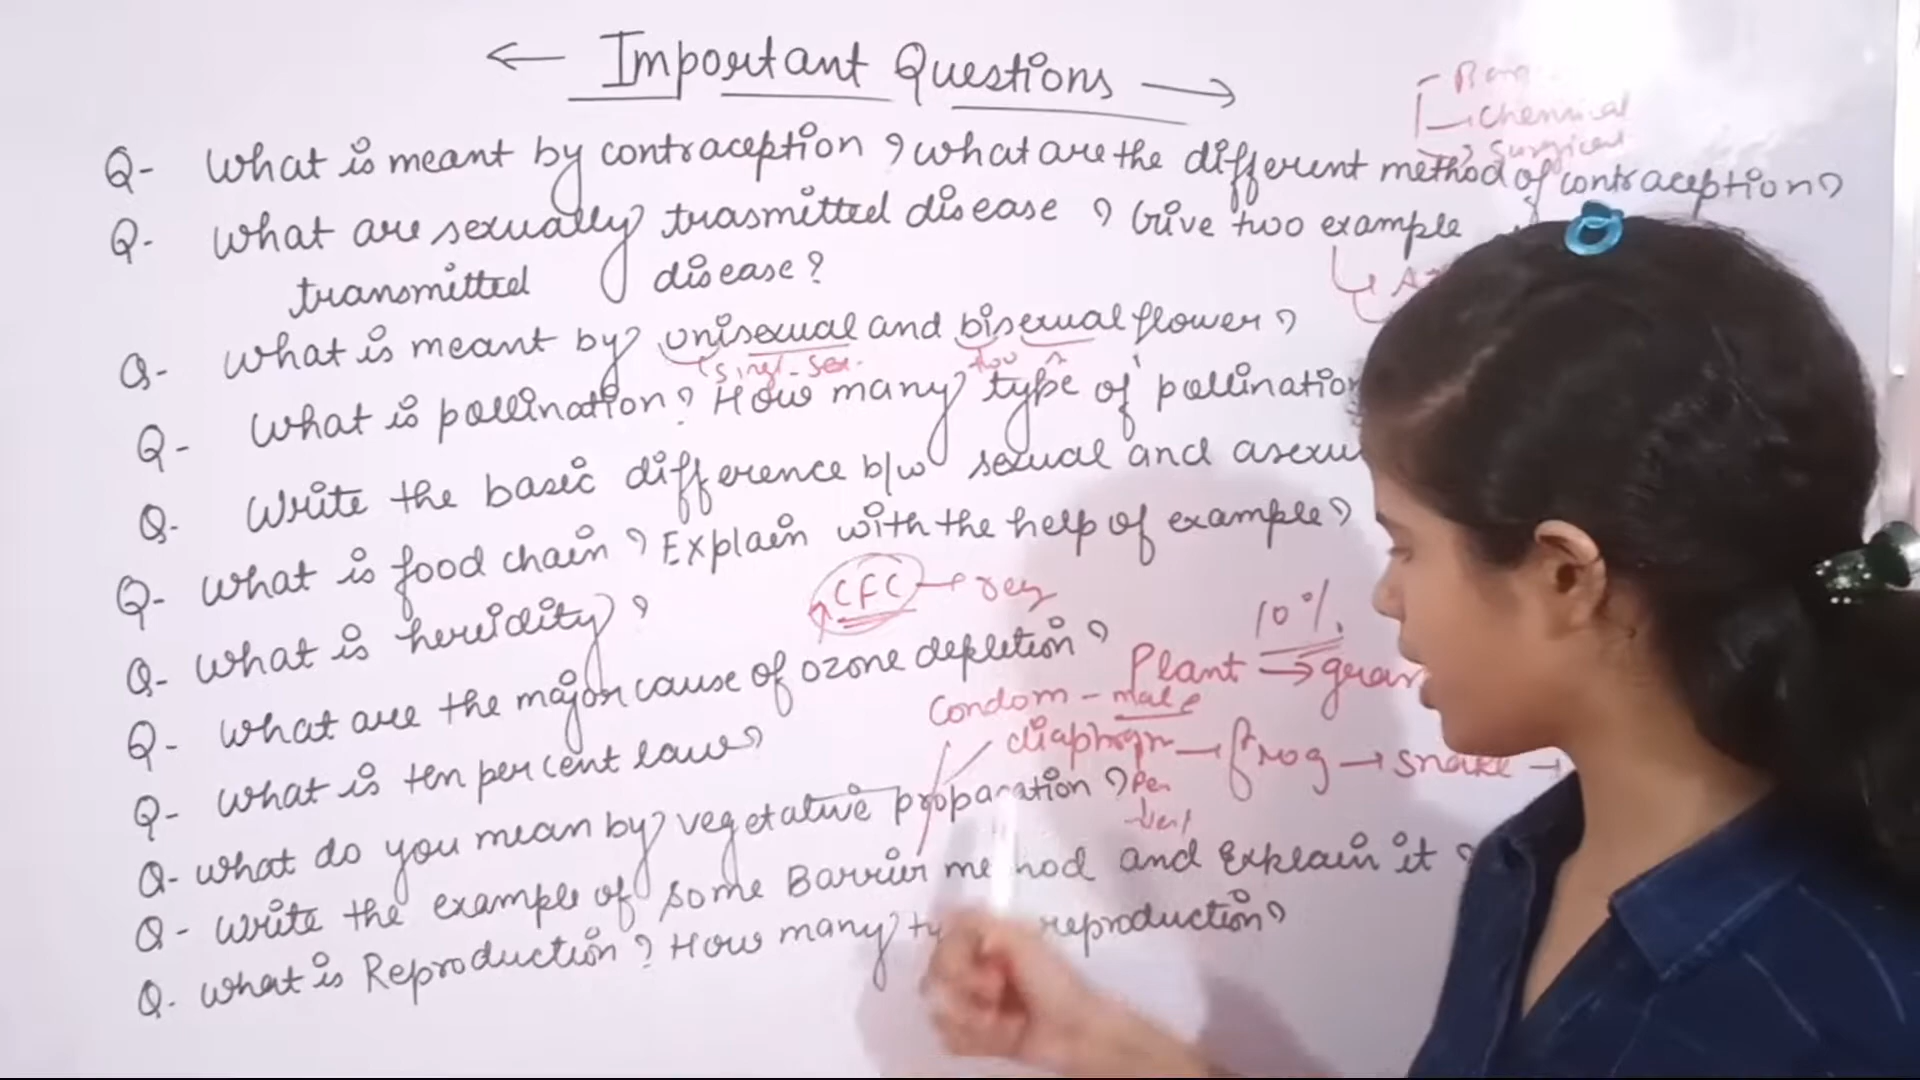 ← Important Questions →
Chemical
Surgical
Q- What is meant by contraception ? what are the different method of contraception?
Q- What are sexually trasmitted disease ? Give two example
transmitted disease?
Q- What is meant by unisexual and bisexual flower?
Q- What is pollination? How many type of pollination
Q- Write the basic difference b/w sexual and asexu
Q- What is food chain ? Explain with the help of example?
CFC →
10%
Q- What is hereidity?
Plant →
Q- What are the major cause of ozone depletion?
Condom - male
→ frog → snake →
Q- What is ten percent law?
Q- What do you mean by vegetative propagation?
Q- Write the example of some Barrier method and Explain it ?
Q- What is Reproduction? How many reproduction?